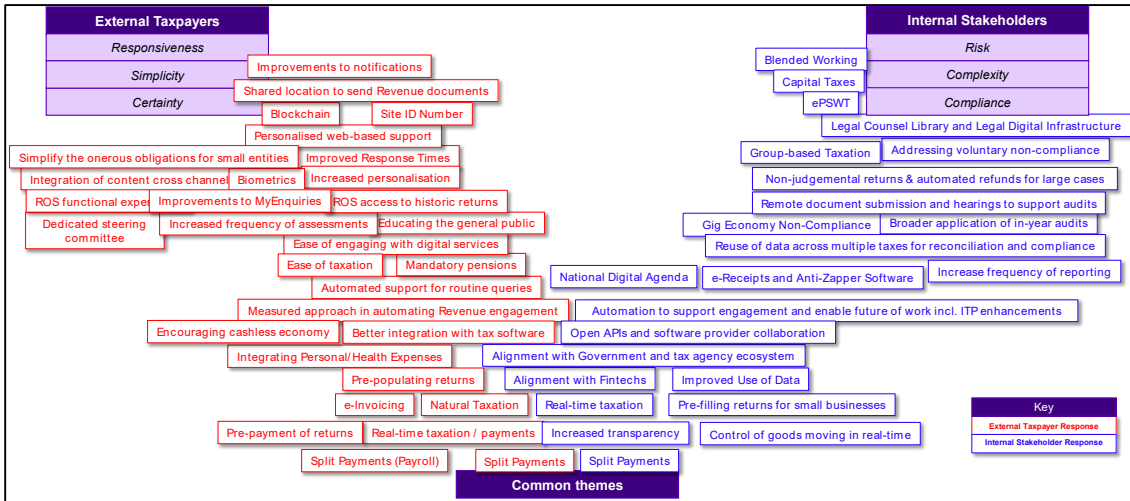 External Taxpayers
Responsiveness
Simplicity
Certainty
Internal Stakeholders
Risk
Complexity
Compliance
Improvements to notifications
Shared location to send Revenue documents
Blockchain
Site ID Number
Personalised web-based support
Simplify the onerous obligations for small entities
Improved Response Times
Integration of content cross channel
Biometrics
Increased personalisation
ROS functional
Improvements to MyEnquiries
ROS access to historic returns
Dedicated steering
committee
Increased frequency of assessments
Educating the general public
Ease of engaging with digital services
Ease of taxation
Mandatory pensions
Automated support for routine queries
Measured approach in automating Revenue engagement
Encouraging cashless economy
Better integration with tax software
Integrating Personal/Health Expenses
Pre-populating returns
e-Invoicing
Natural Taxation
Pre-payment of returns
Real-time taxation / payments
Split Payments (Payroll)
Split Payments
Blended Working
Capital Taxes
ePSWT
Legal Counsel Library and Legal Digital Infrastructure
Group-based Taxation
Addressing voluntary non-compliance
Non-judgemental returns & automated refunds for large cases
Remote document submission and hearings to support audits
Gig Economy Non-Compliance
Broader application of in-year audits
Reuse of data across multiple taxes for reconciliation and compliance
National Digital Agenda
e-Receipts and Anti-Zapper Software
Increase frequency of reporting
Automation to support engagement and enable future of work incl. ITP enhancements
Open APIs and software provider collaboration
Alignment with Government and tax agency ecosystem
Alignment with Fintechs
Improved Use of Data
Real-time taxation
Pre-filling returns for small businesses
Increased transparency
Control of goods moving in real-time
Split Payments
Common themes
Key
External Taxpayer Response
Internal Stakeholder Response